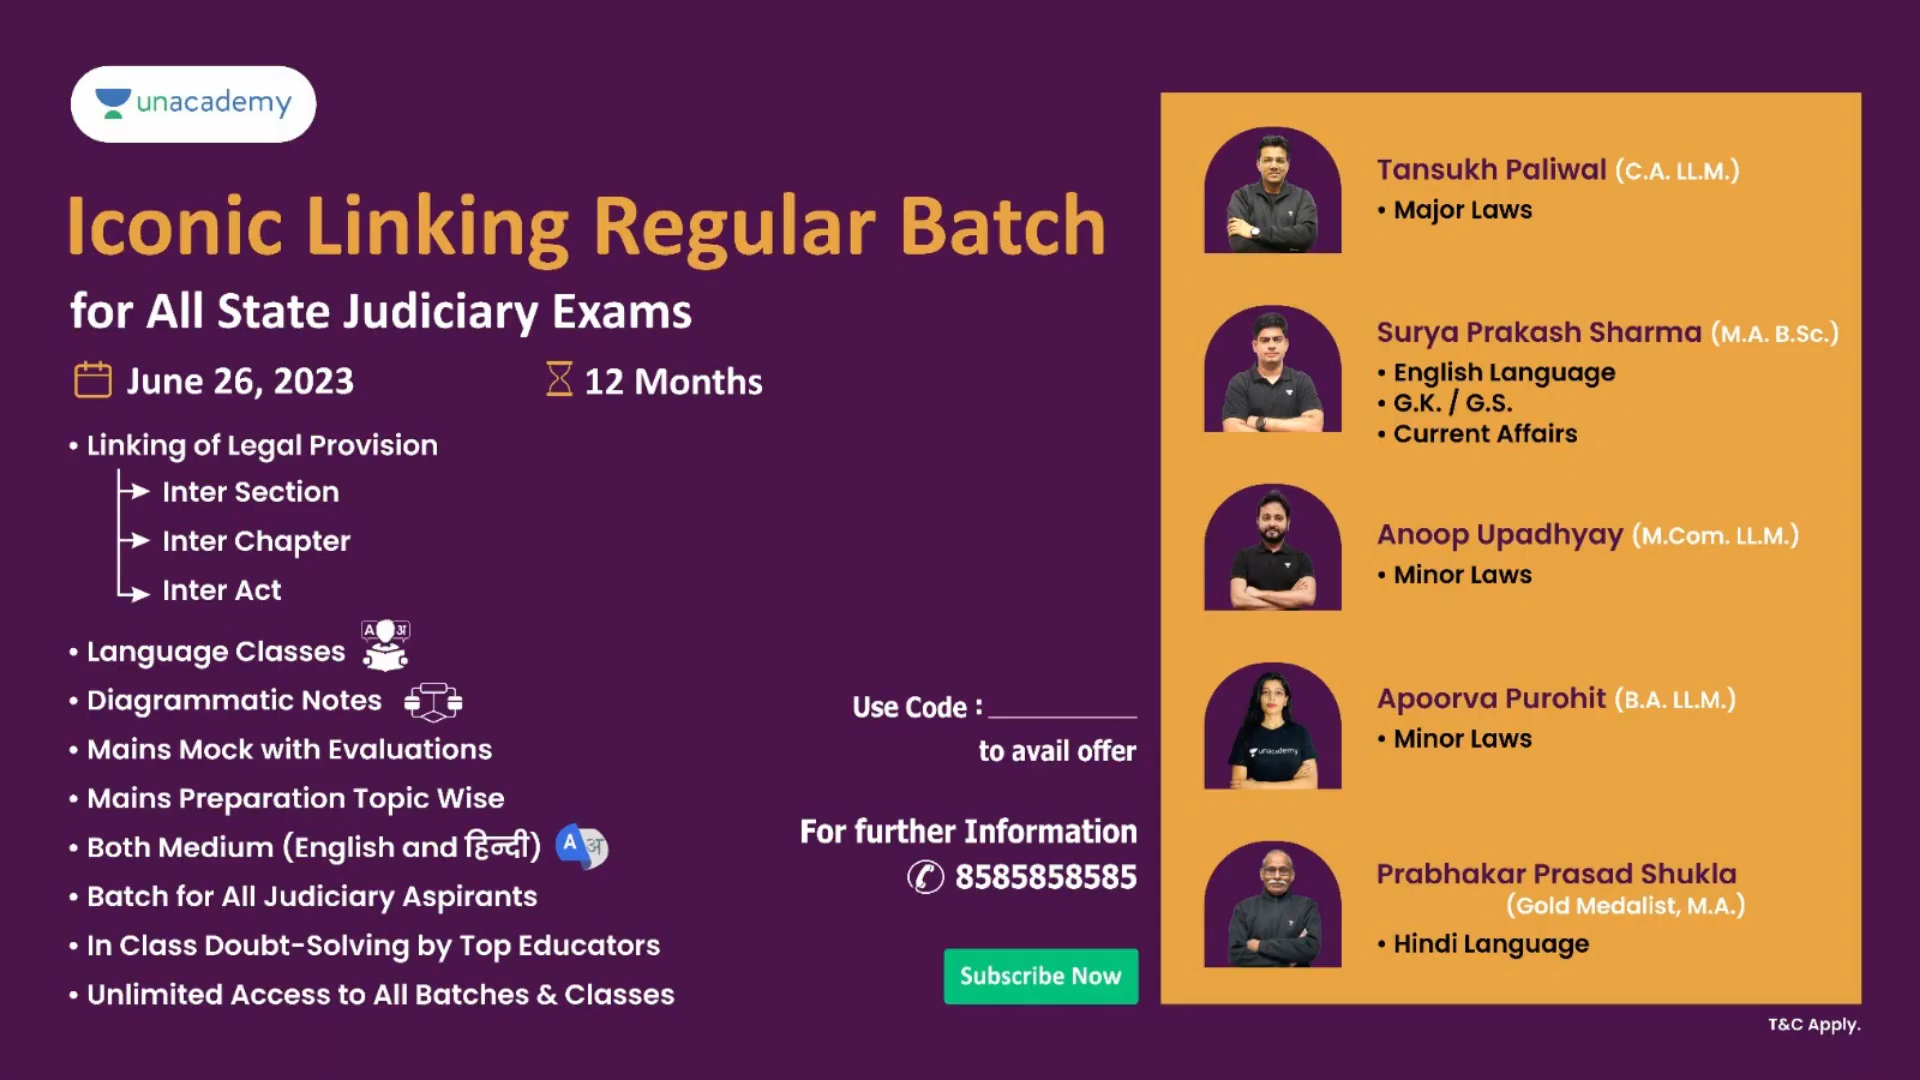 unacademy
Iconic Linking Regular Batch
for All State Judiciary Exams
June 26, 2023
12 Months
• Linking of Legal Provision
Inter Section
Inter Chapter
Inter Act
• Language Classes
A अ
• Diagrammatic Notes
• Mains Mock with Evaluations
• Mains Preparation Topic Wise
• Both Medium (English and हिन्दी)
A अ
• Batch for All Judiciary Aspirants
• In Class Doubt-Solving by Top Educators
• Unlimited Access to All Batches & Classes
Use Code : ___________
to avail offer
For further Information
8585858585
Subscribe Now
Tansukh Paliwal (C.A. LL.M.)
• Major Laws
Surya Prakash Sharma (M.A. B.Sc.)
• English Language
• G.K. / G.S.
• Current Affairs
Anoop Upadhyay (M.Com. LL.M.)
• Minor Laws
unacademy
Apoorva Purohit (B.A. LL.M.)
• Minor Laws
Prabhakar Prasad Shukla
(Gold Medalist, M.A.)
• Hindi Language
T&C Apply.